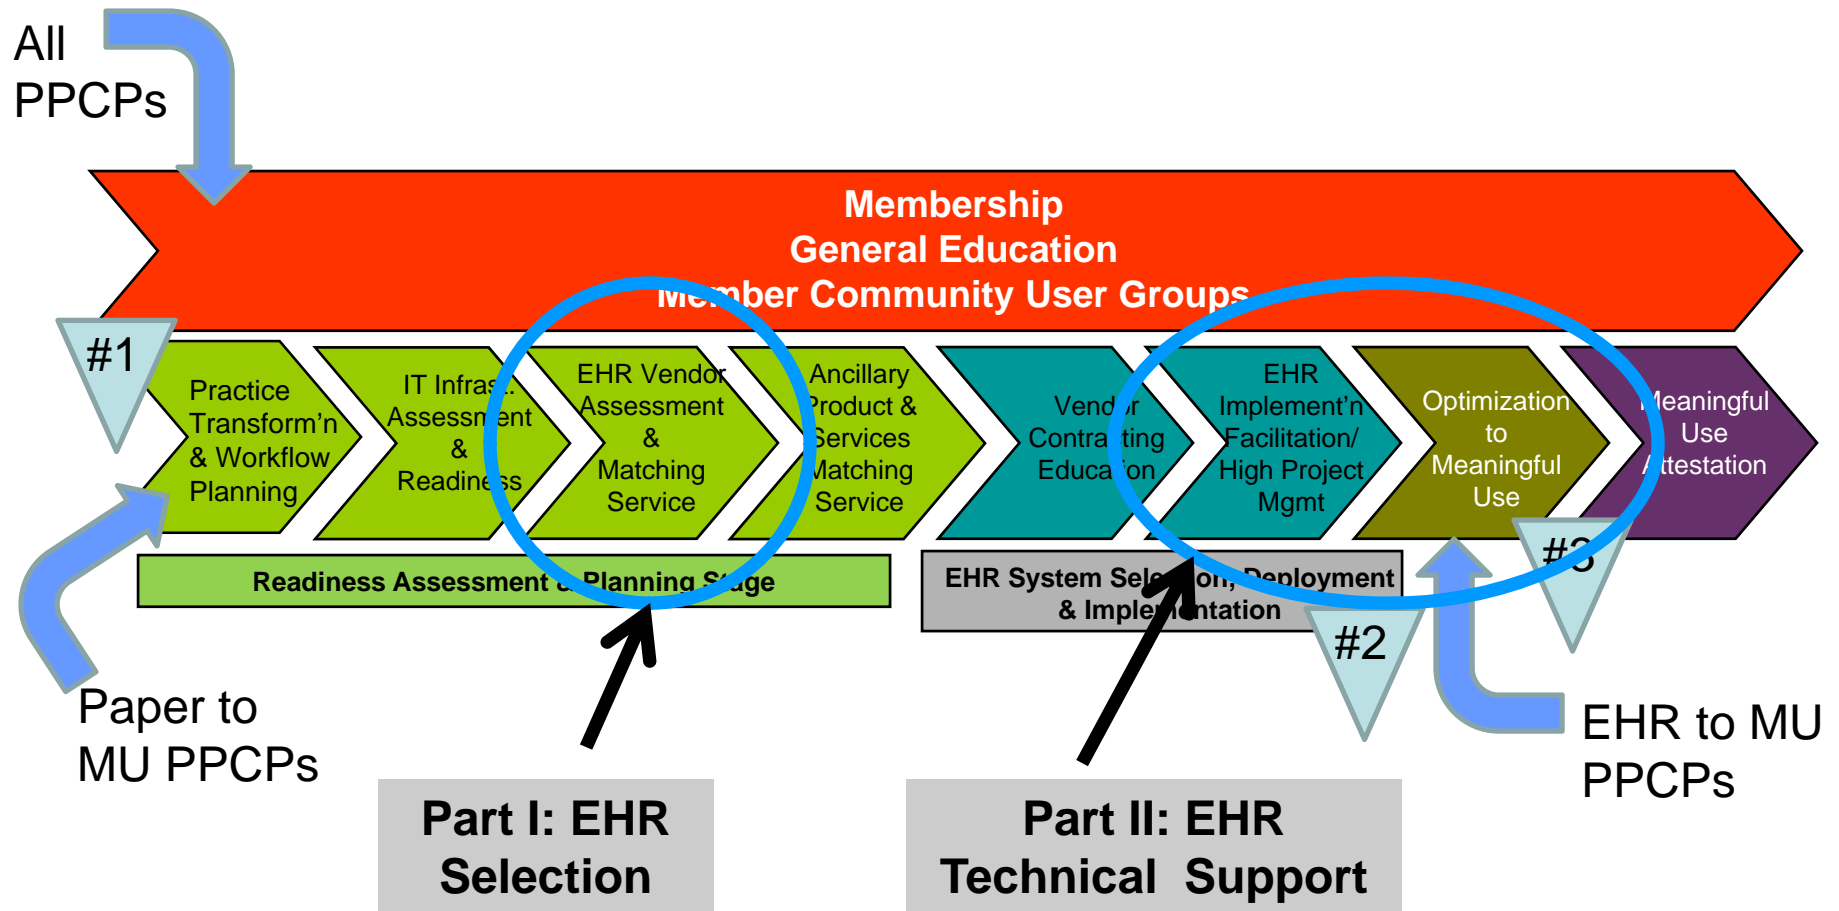 All
PPCPs
Membership
General Education
Member Community User Groups
#1
Practice
Transform'n
& Workflow
Planning
IT Infrast.
Assessment
&
Readiness
EHR Vendor
Assessment
&
Matching
Service
Ancillary
Product &
Services
Matching
Service
Vendor
Contracting
Education
EHR
Implement'n
Facilitation/
High Project
Mgmt
Optimization
to
Meaningful
Use
Meaningful
Use
Attestation
Readiness Assessment & Planning Stage
EHR System Selection, Deployment
& Implementation
#3
#2
Paper to
MU PPCPs
EHR to MU
PPCPs
Part I: EHR
Selection
Part II: EHR
Technical Support